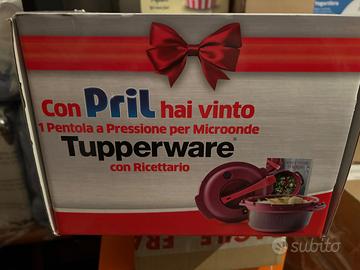 Con Pril hai vinto
1 Pentola a Pressione per Microonde
Tupperware
con Ricettario
subito